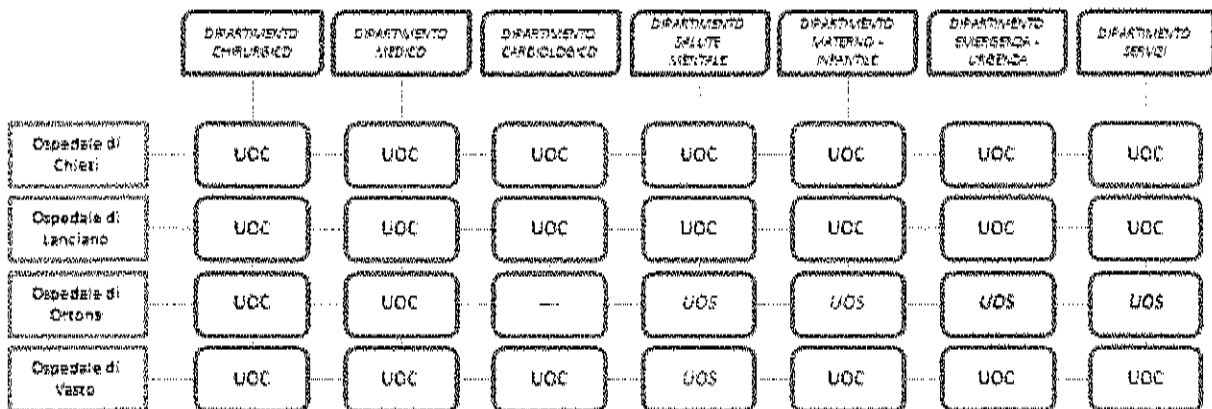 DIPARTIMENTO
CHIRURGICO
DIPARTIMENTO
MEDICO
DIPARTIMENTO
CARDIOLOGICO
DIPARTIMENTO
SALUTE
MENTALE
DIPARTIMENTO
MATERNO -
INFANTILE
DIPARTIMENTO
EMERGENZA -
URGENZA
DIPARTIMENTO
SERVIZI
Ospedale di
Chieti
UOC UOC UOC UOC UOC UOC UOC
Ospedale di
Lanciano
UOC UOC UOC UOC UOC UOC UOC
Ospedale di
Ortona
UOC UOC --- UOS UOS UOS UOS
Ospedale di
Vasto
UOC UOC UOC UOS UOC UOC UOC